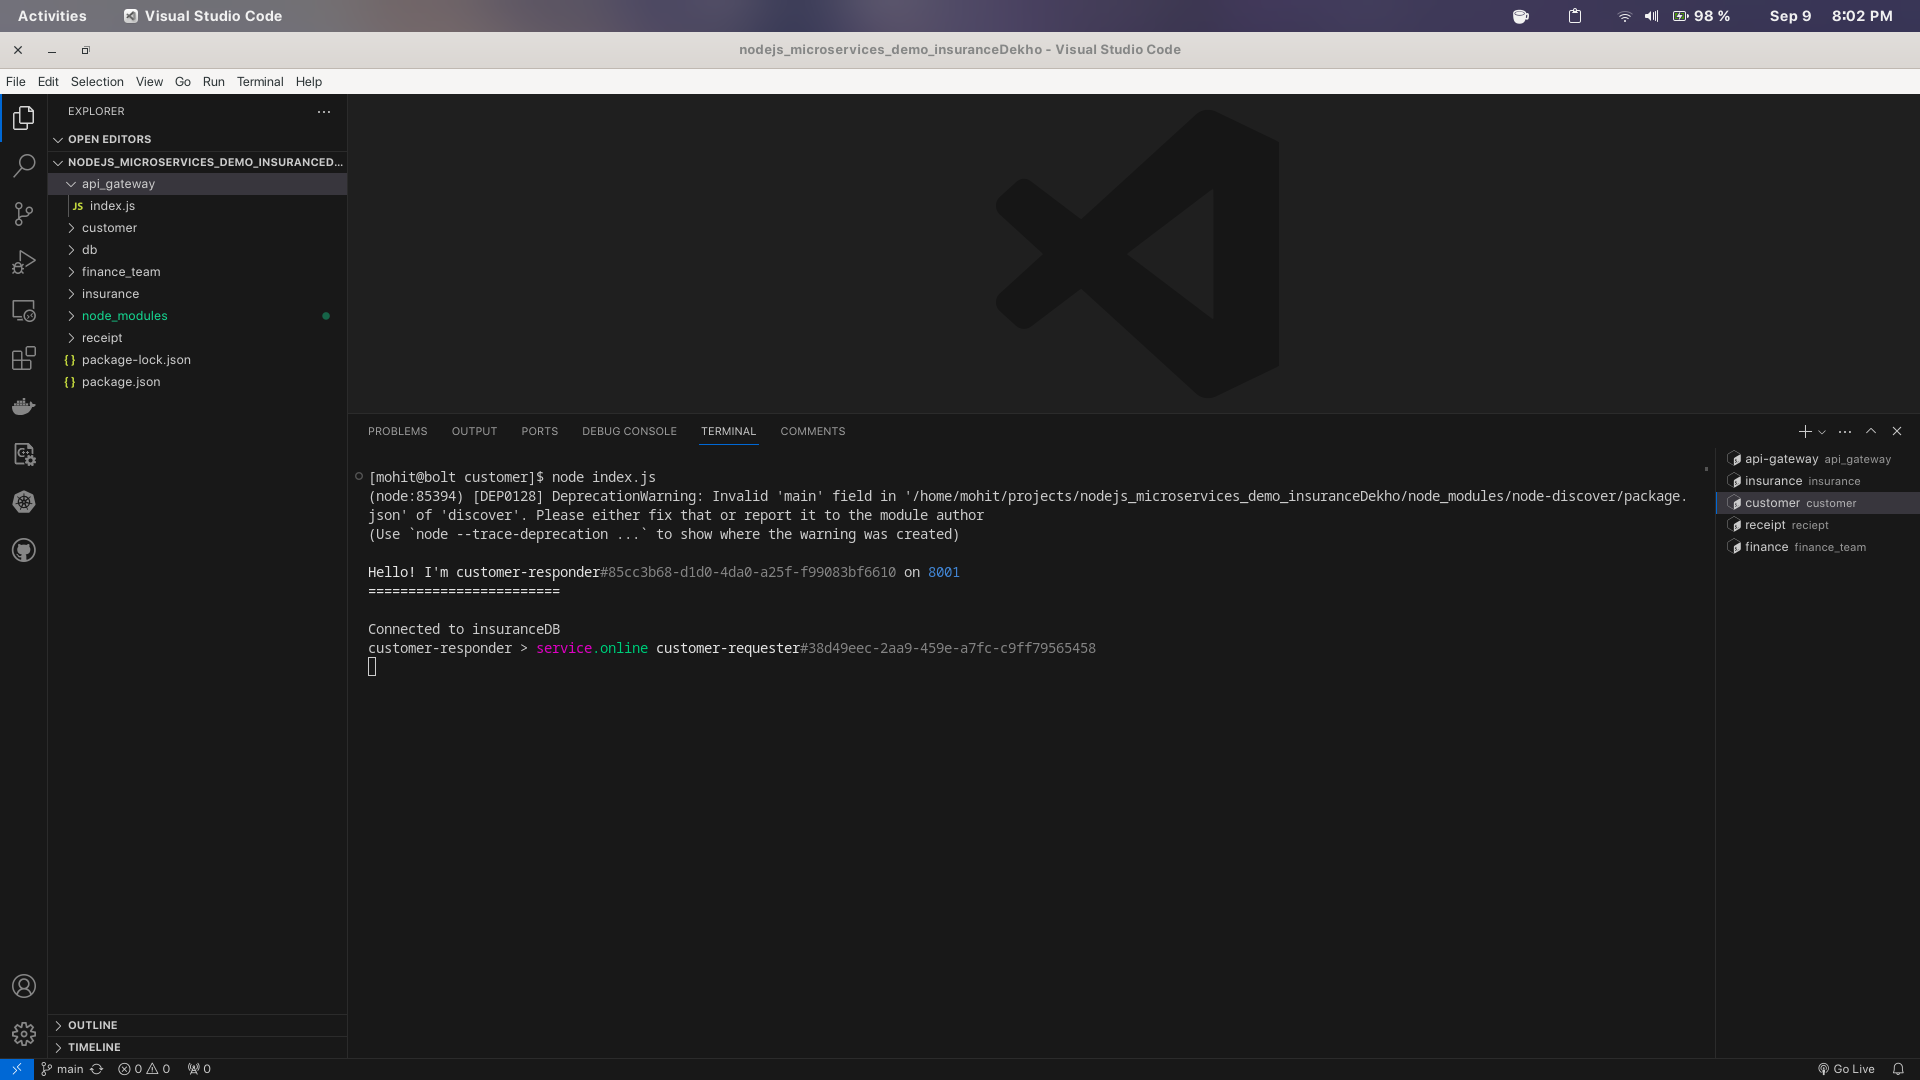 Activities
Visual Studio Code
98 %
Sep 9 8:02 PM
nodejs_microservices_demo_insuranceDekho - Visual Studio Code
File Edit Selection View Go Run Terminal Help
EXPLORER
OPEN EDITORS
NODEJS_MICROSERVICES_DEMO_INSURANCED...
api_gateway
JS index.js
customer
db
finance_team
insurance
node_modules
receipt
{} package-lock.json
{} package.json
OUTLINE
TIMELINE
PROBLEMS OUTPUT PORTS DEBUG CONSOLE TERMINAL COMMENTS
[mohit@bolt customer]$ node index.js
(node:85394) [DEP0128] DeprecationWarning: Invalid 'main' field in '/home/mohit/projects/nodejs_microservices_demo_insuranceDekho/node_modules/node-discover/package.
json' of 'discover'. Please either fix that or report it to the module author
(Use `node --trace-deprecation ...` to show where the warning was created)
Hello! I'm customer-responder#85cc3b68-d1d0-4da0-a25f-f99083bf6610 on 8001
========================
Connected to insuranceDB
customer-responder > service.online customer-requester#38d49eec-2aa9-459e-a7fc-c9ff79565458
api-gateway api_gateway
insurance insurance
customer customer
receipt reciept
finance finance_team
main 0 0 0
Go Live